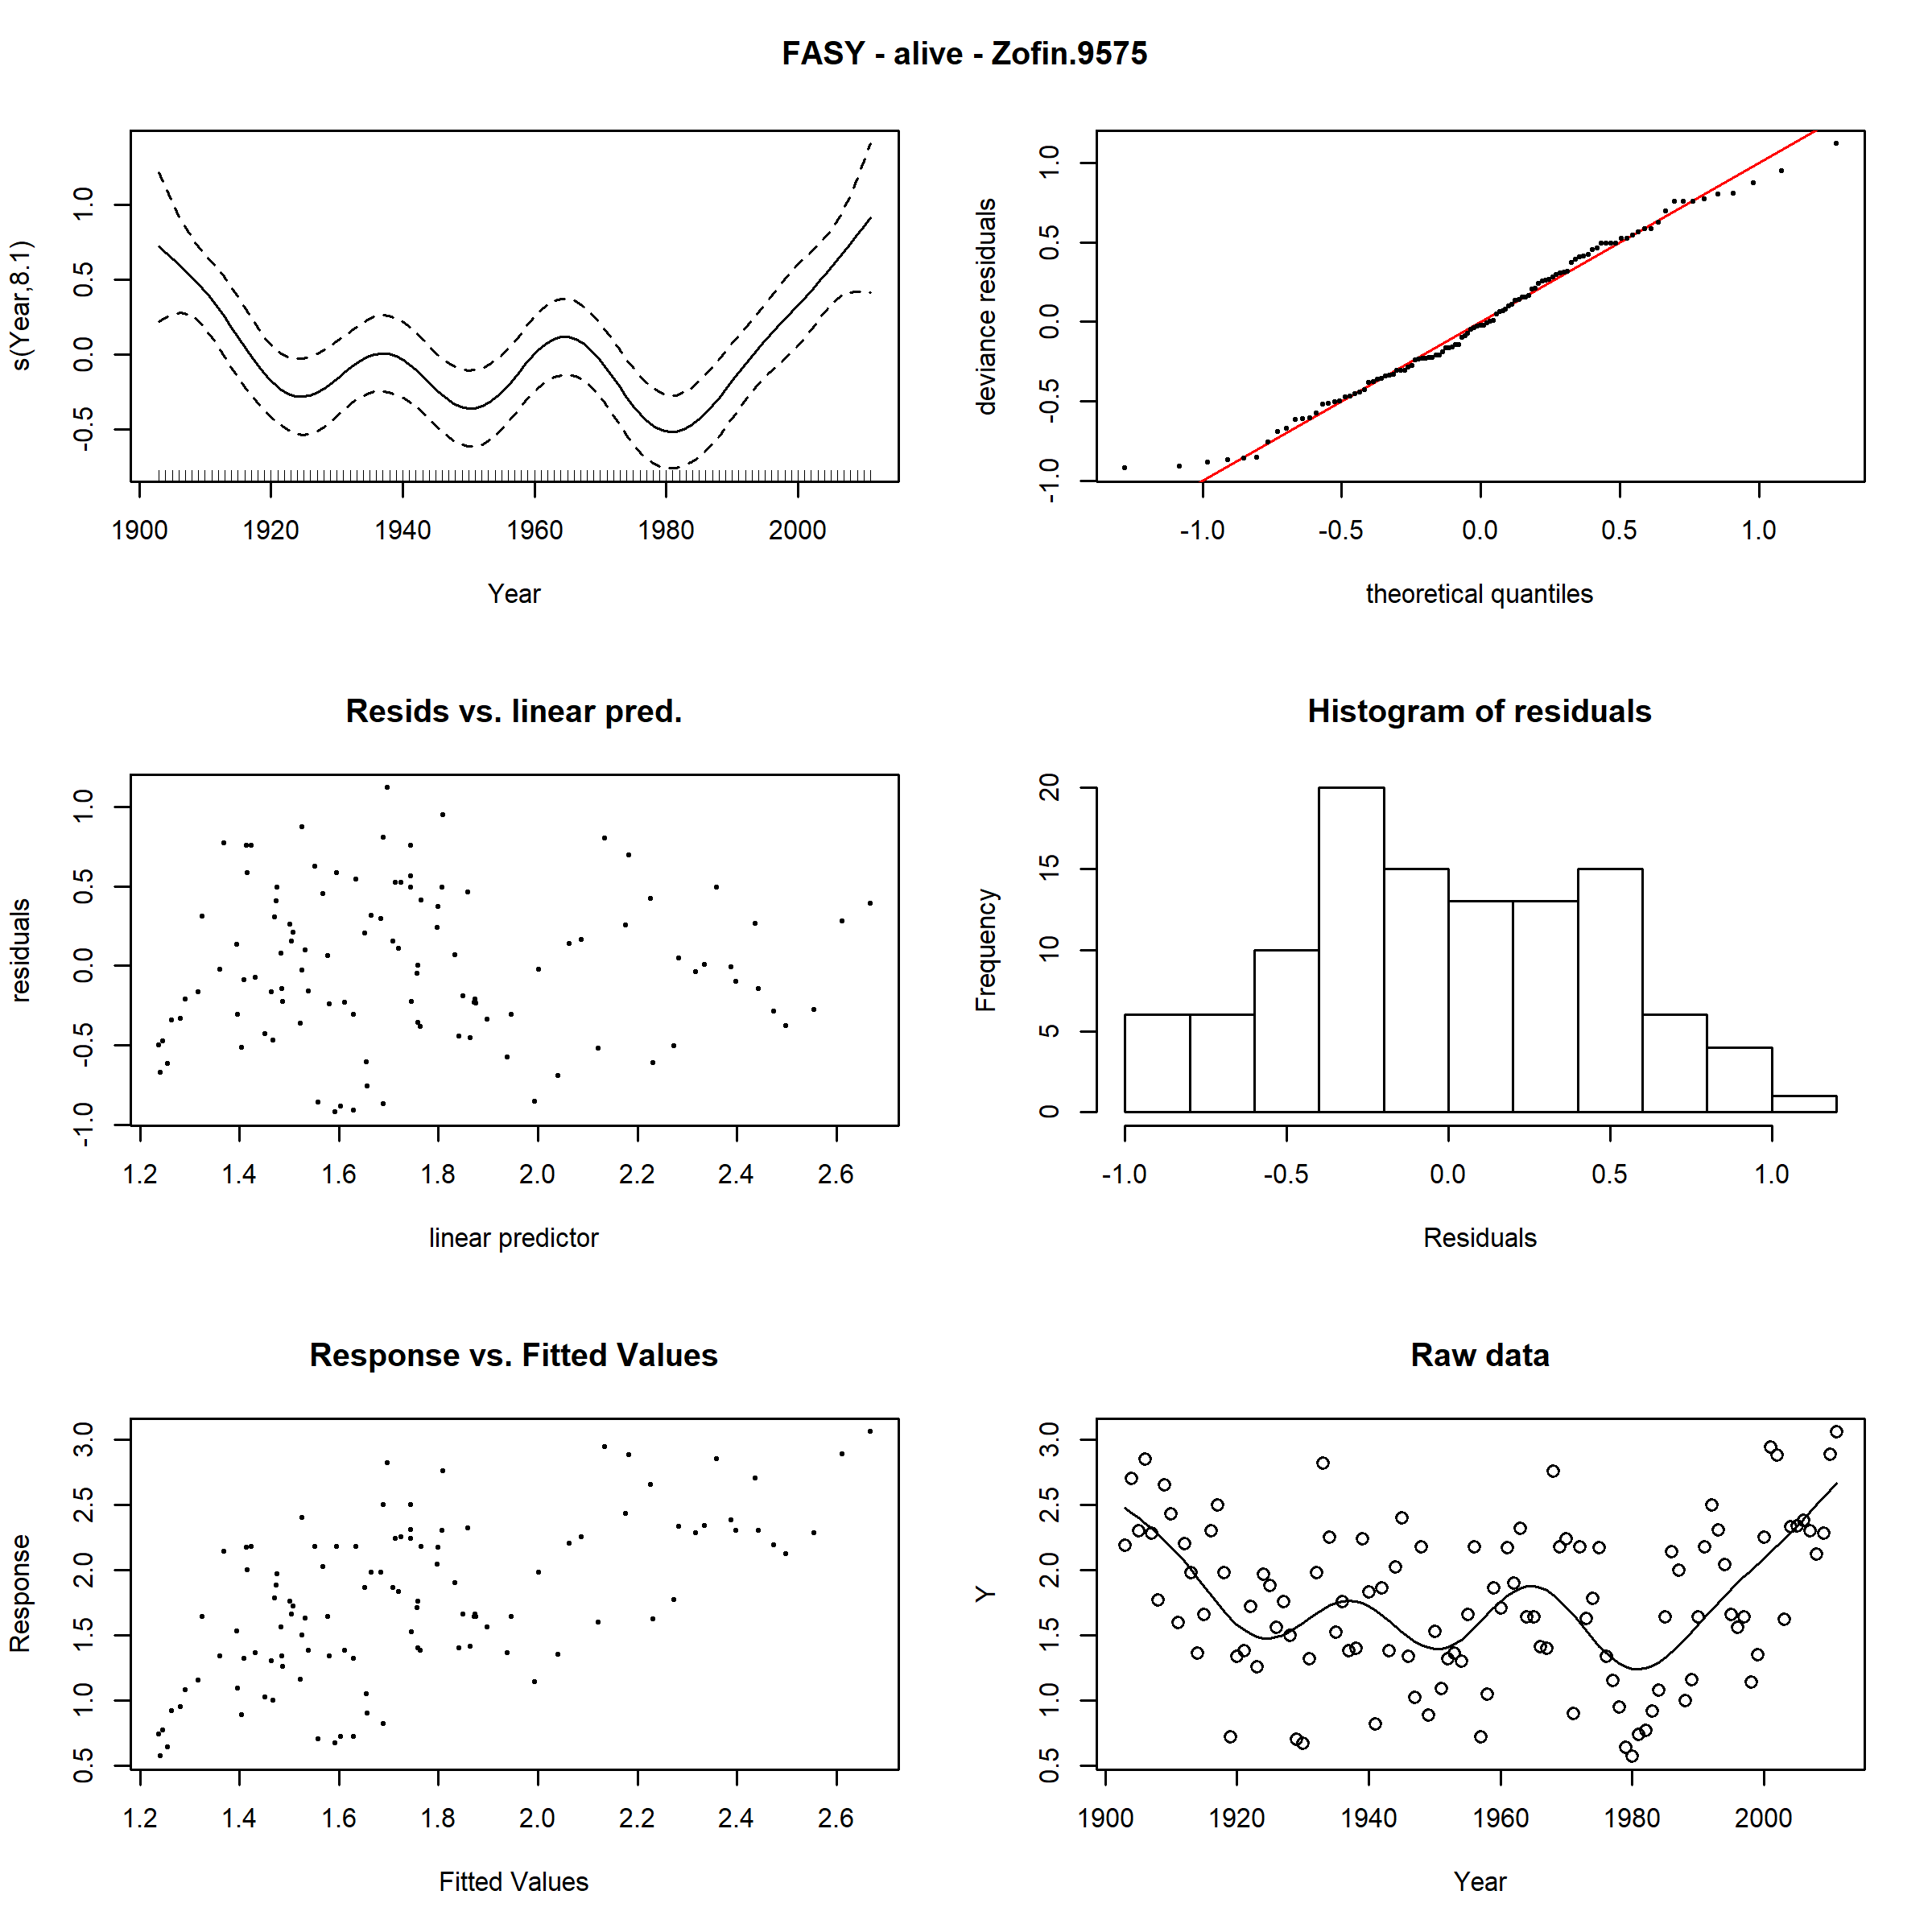 FASY - alive - Zofin.9575
s(Year,8.1)
-0.5 0.0 0.5 1.0
1900 1920 1940 1960 1980 2000
Year
deviance residuals
-1.0 -0.5 0.0 0.5 1.0
-1.0 -0.5 0.0 0.5 1.0
theoretical quantiles
Resids vs. linear pred.
residuals
-1.0 -0.5 0.0 0.5 1.0
1.2 1.4 1.6 1.8 2.0 2.2 2.4 2.6
linear predictor
Histogram of residuals
Frequency
0 5 10 15 20
-1.0 -0.5 0.0 0.5 1.0
Residuals
Response vs. Fitted Values
Response
0.5 1.0 1.5 2.0 2.5 3.0
1.2 1.4 1.6 1.8 2.0 2.2 2.4 2.6
Fitted Values
Raw data
Y
0.5 1.0 1.5 2.0 2.5 3.0
1900 1920 1940 1960 1980 2000
Year